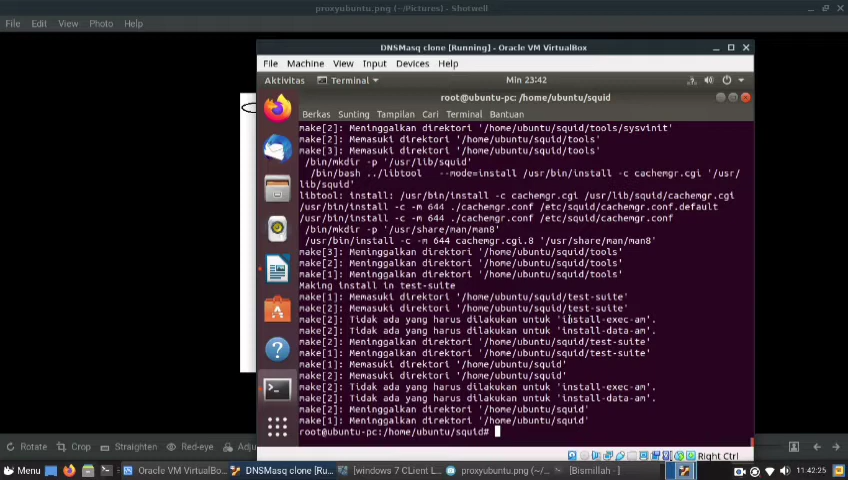 proxyubuntu.png (~/Pictures) - Shotwell
File Edit View Photo Help
DNSMasq clone [Running] - Oracle VM VirtualBox
File Machine View Input Devices Help
Aktivitas Terminal Min 23:42
root@ubuntu-pc: /home/ubuntu/squid
Berkas Sunting Tampilan Cari Terminal Bantuan
make[2]: Meninggalkan direktori '/home/ubuntu/squid/tools/sysvinit'
make[2]: Memasuki direktori '/home/ubuntu/squid/tools'
make[3]: Memasuki direktori '/home/ubuntu/squid/tools'
/bin/mkdir -p '/usr/lib/squid'
/bin/bash ../libtool --mode=install /usr/bin/install -c cachemgr.cgi '/usr/
lib/squid'
libtool: install: /usr/bin/install -c cachemgr.cgi /usr/lib/squid/cachemgr.cgi
/usr/bin/install -c -m 644 ./cachemgr.conf /etc/squid/cachemgr.conf.default
/usr/bin/install -c -m 644 ./cachemgr.conf /etc/squid/cachemgr.conf
/bin/mkdir -p '/usr/share/man/man8'
/usr/bin/install -c -m 644 cachemgr.cgi.8 '/usr/share/man/man8'
make[3]: Meninggalkan direktori '/home/ubuntu/squid/tools'
make[2]: Meninggalkan direktori '/home/ubuntu/squid/tools'
make[1]: Meninggalkan direktori '/home/ubuntu/squid/tools'
Making install in test-suite
make[1]: Memasuki direktori '/home/ubuntu/squid/test-suite'
make[2]: Memasuki direktori '/home/ubuntu/squid/test-suite'
make[2]: Tidak ada yang harus dilakukan untuk 'install-exec-am'.
make[2]: Tidak ada yang harus dilakukan untuk 'install-data-am'.
make[2]: Meninggalkan direktori '/home/ubuntu/squid/test-suite'
make[1]: Meninggalkan direktori '/home/ubuntu/squid/test-suite'
make[1]: Memasuki direktori '/home/ubuntu/squid'
make[2]: Memasuki direktori '/home/ubuntu/squid'
make[2]: Tidak ada yang harus dilakukan untuk 'install-exec-am'.
make[2]: Tidak ada yang harus dilakukan untuk 'install-data-am'.
make[2]: Meninggalkan direktori '/home/ubuntu/squid'
make[1]: Meninggalkan direktori '/home/ubuntu/squid'
root@ubuntu-pc:/home/ubuntu/squid#
Rotate Crop Straighten Red-eye Adju
Right Ctrl
Menu Oracle VM VirtualBo... DNSMasq clone [Ru... [windows 7 CLient L... proxyubuntu.png (~/... [Bismillah - ] 11:42:25